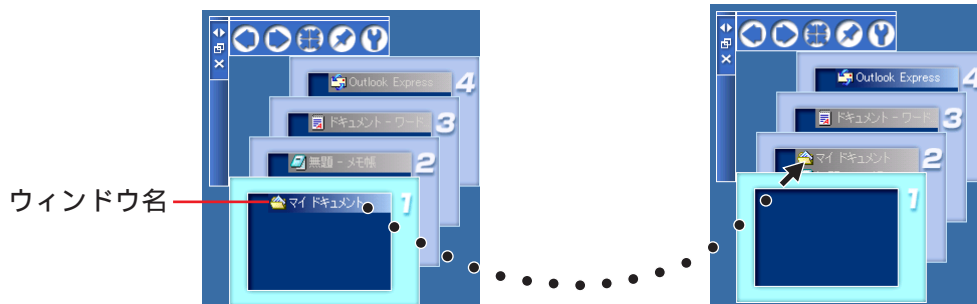 Outlook Express 4
ドキュメント - ワード 3
無題 - メモ帳 2
ウィンドウ名
マイ ドキュメント 1
Outlook Express 4
ドキュメント - ワード 3
マイ ドキュメント 2
1